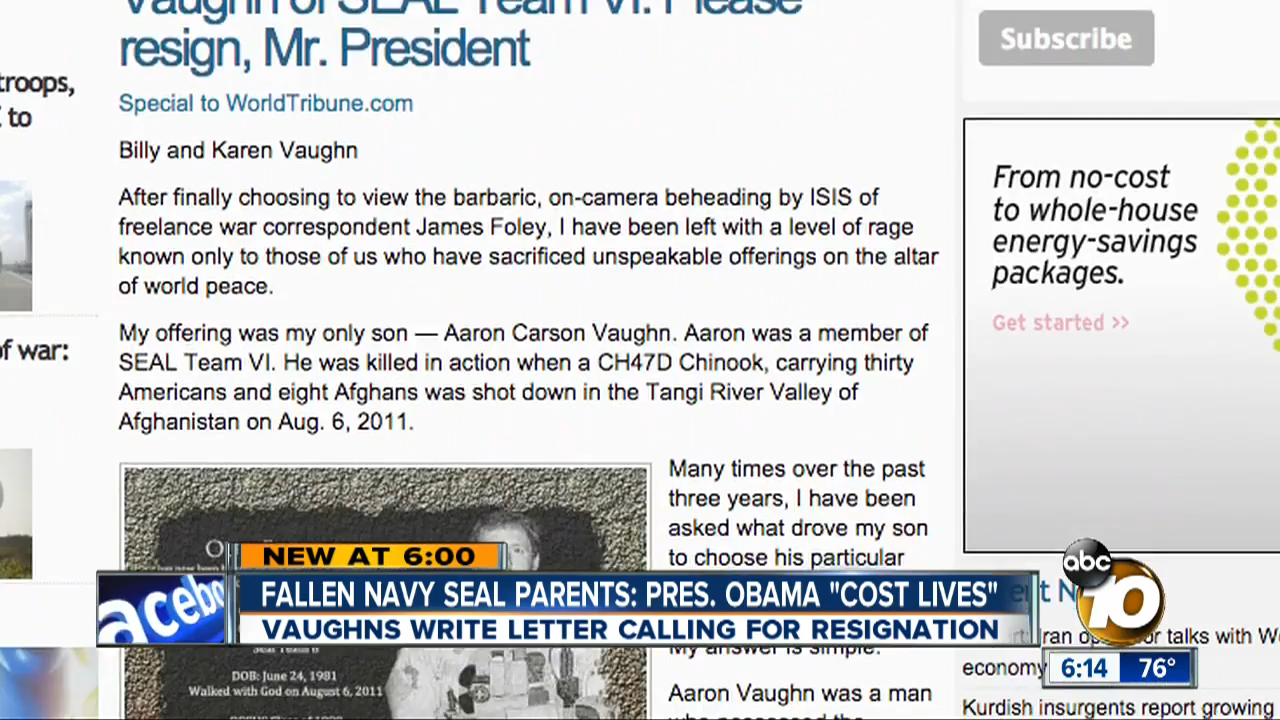 Vaughn of SEAL Team VI: Please
resign, Mr. President
Special to WorldTribune.com
Billy and Karen Vaughn
After finally choosing to view the barbaric, on-camera beheading by ISIS of
freelance war correspondent James Foley, I have been left with a level of rage
known only to those of us who have sacrificed unspeakable offerings on the altar
of world peace.
My offering was my only son — Aaron Carson Vaughn. Aaron was a member of
SEAL Team VI. He was killed in action when a CH47D Chinook, carrying thirty
Americans and eight Afghans was shot down in the Tangi River Valley of
Afghanistan on Aug. 6, 2011.
Many times over the past
three years, I have been
asked what drove my son
to choose his particular
My answer is simple:
Aaron Vaughn was a man
troops,
to
of war:
DOB: June 24, 1981
Walked with God on August 6, 2011
Subscribe
From no-cost
to whole-house
energy-savings
packages.
Get started >>
talks with
economy
Kurdish insurgents report growing
NEW AT 6:00
acebo
FALLEN NAVY SEAL PARENTS: PRES. OBAMA "COST LIVES"
VAUGHNS WRITE LETTER CALLING FOR RESIGNATION
abc
10
6:14 76°